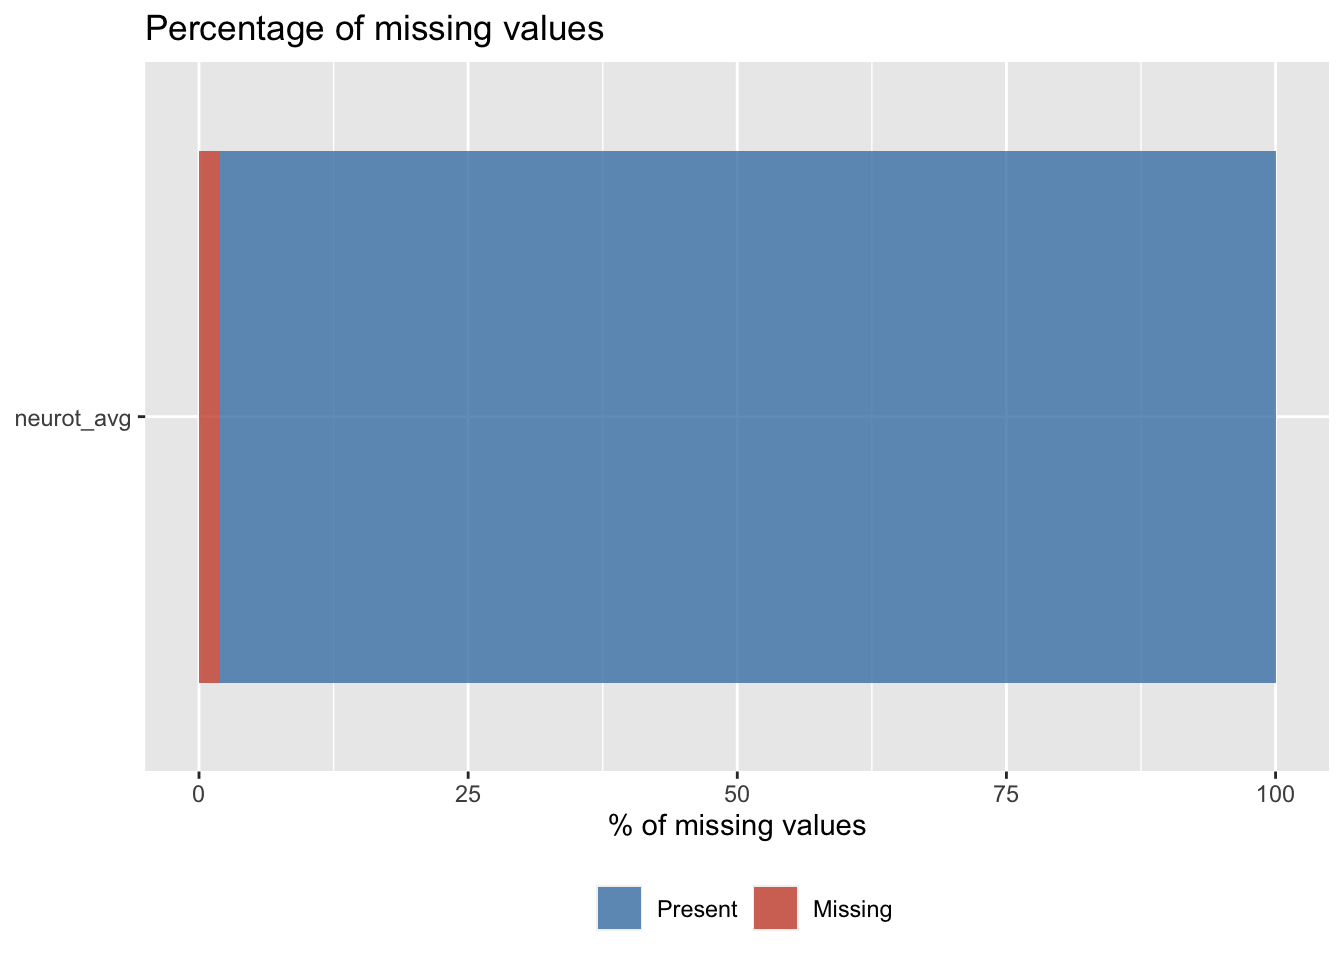 Percentage of missing values
neurot_avg
0 25 50 75 100
% of missing values
Present Missing